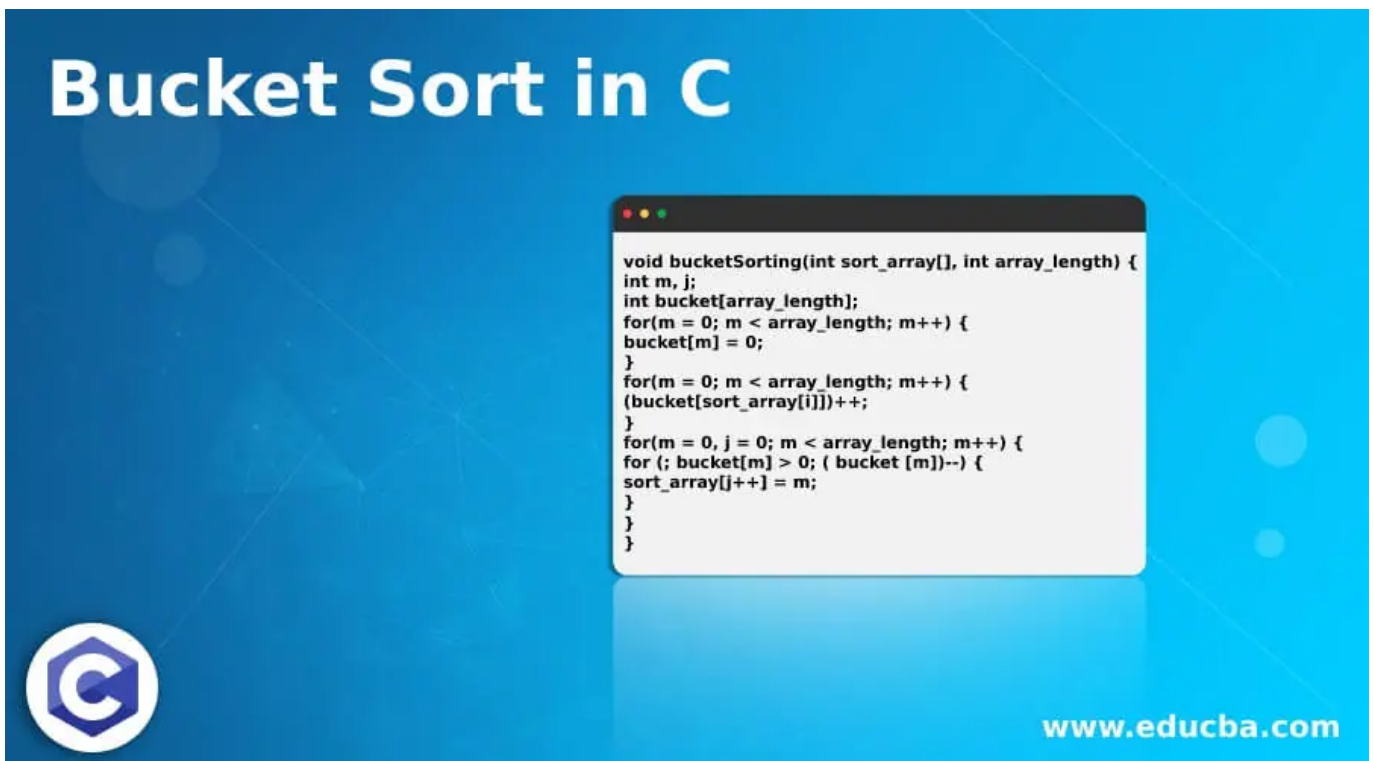 Bucket Sort in C
void bucketSorting(int sort_array[], int array_length) {
int m, j;
int bucket[array_length];
for(m = 0; m < array_length; m++) {
bucket[m] = 0;
}
for(m = 0; m < array_length; m++) {
(bucket[sort_array[i]])++;
}
for(m = 0, j = 0; m < array_length; m++) {
for (; bucket[m] > 0; ( bucket [m])--) {
sort_array[j++] = m;
}
}
}
C
www.educba.com